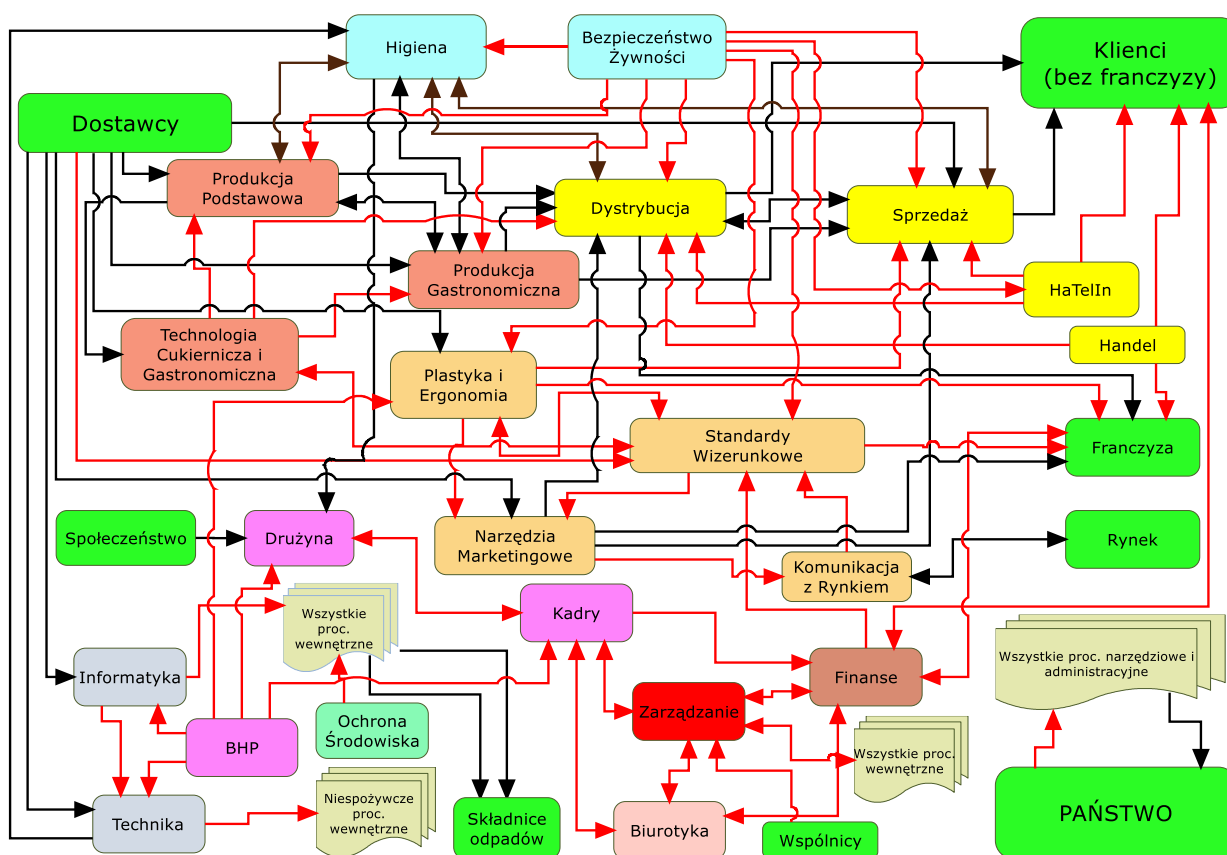 Higiena
Bezpieczeństwo
Żywności
Klienci
(bez franczyzy)
Dostawcy
Produkcja
Podstawowa
Dystrybucja
Sprzedaż
Produkcja
Gastronomiczna
HaTelIn
Technologia
Cukiernicza i
Gastronomiczna
Handel
Plastyka i
Ergonomia
Standardy
Wizerunkowe
Franczyza
Społeczeństwo
Drużyna
Narzędzia
Marketingowe
Rynek
Komunikacja
z Rynkiem
Wszystkie
proc.
wewnętrzne
Kadry
Wszystkie proc. narzędziowe i
administracyjne
Informatyka
Finanse
Zarządzanie
Ochrona
Środowiska
BHP
Wszystkie proc.
wewnętrzne
Niespożywcze
proc.
wewnętrzne
Technika
Składnice
odpadów
Biurotyka
Wspólnicy
PAŃSTWO